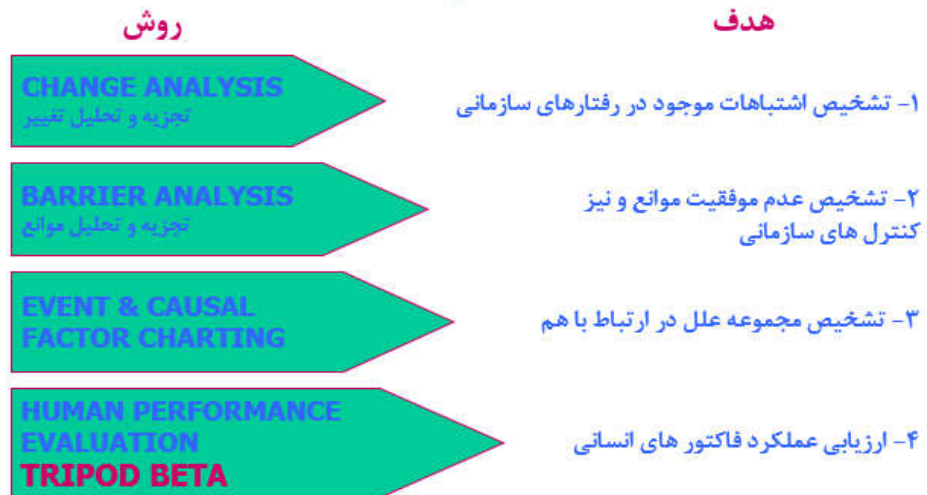 هدف
روش
۱- تشخیص اشتباهات موجود در رفتارهای سازمانی
CHANGE ANALYSIS
تجزیه و تحلیل تغییر
۲- تشخیص عدم موفقیت موانع و نیز
کنترل های سازمانی
BARRIER ANALYSIS
تجزیه و تحلیل موانع
۳- تشخیص مجموعه علل در ارتباط با هم
EVENT & CAUSAL
FACTOR CHARTING
۴- ارزیابی عملکرد فاکتور های انسانی
HUMAN PERFORMANCE
EVALUATION
TRIPOD BETA